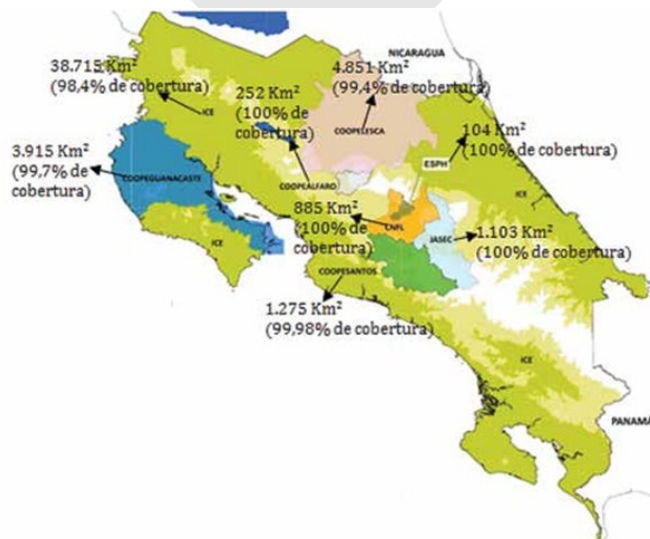 NICARAGUA
38.715 Km²
(98,4% de cobertura)
ICE
252 Km²
(100% de
cobertura)
4.851 Km²
(99,4% de cobertura)
COOPELESCA
104 Km²
(100% de cobertura)
ESPH
3.915 Km²
(99,7% de
cobertura)
COOPEGUANACASTE
COOPEALFARO
ICE
885 Km²
(100% de
cobertura)
CNFL
JASEC
1.103 Km²
(100% de cobertura)
ICE
COOPESANTOS
1.275 Km²
(99,98% de cobertura)
ICE
PANAMÁ